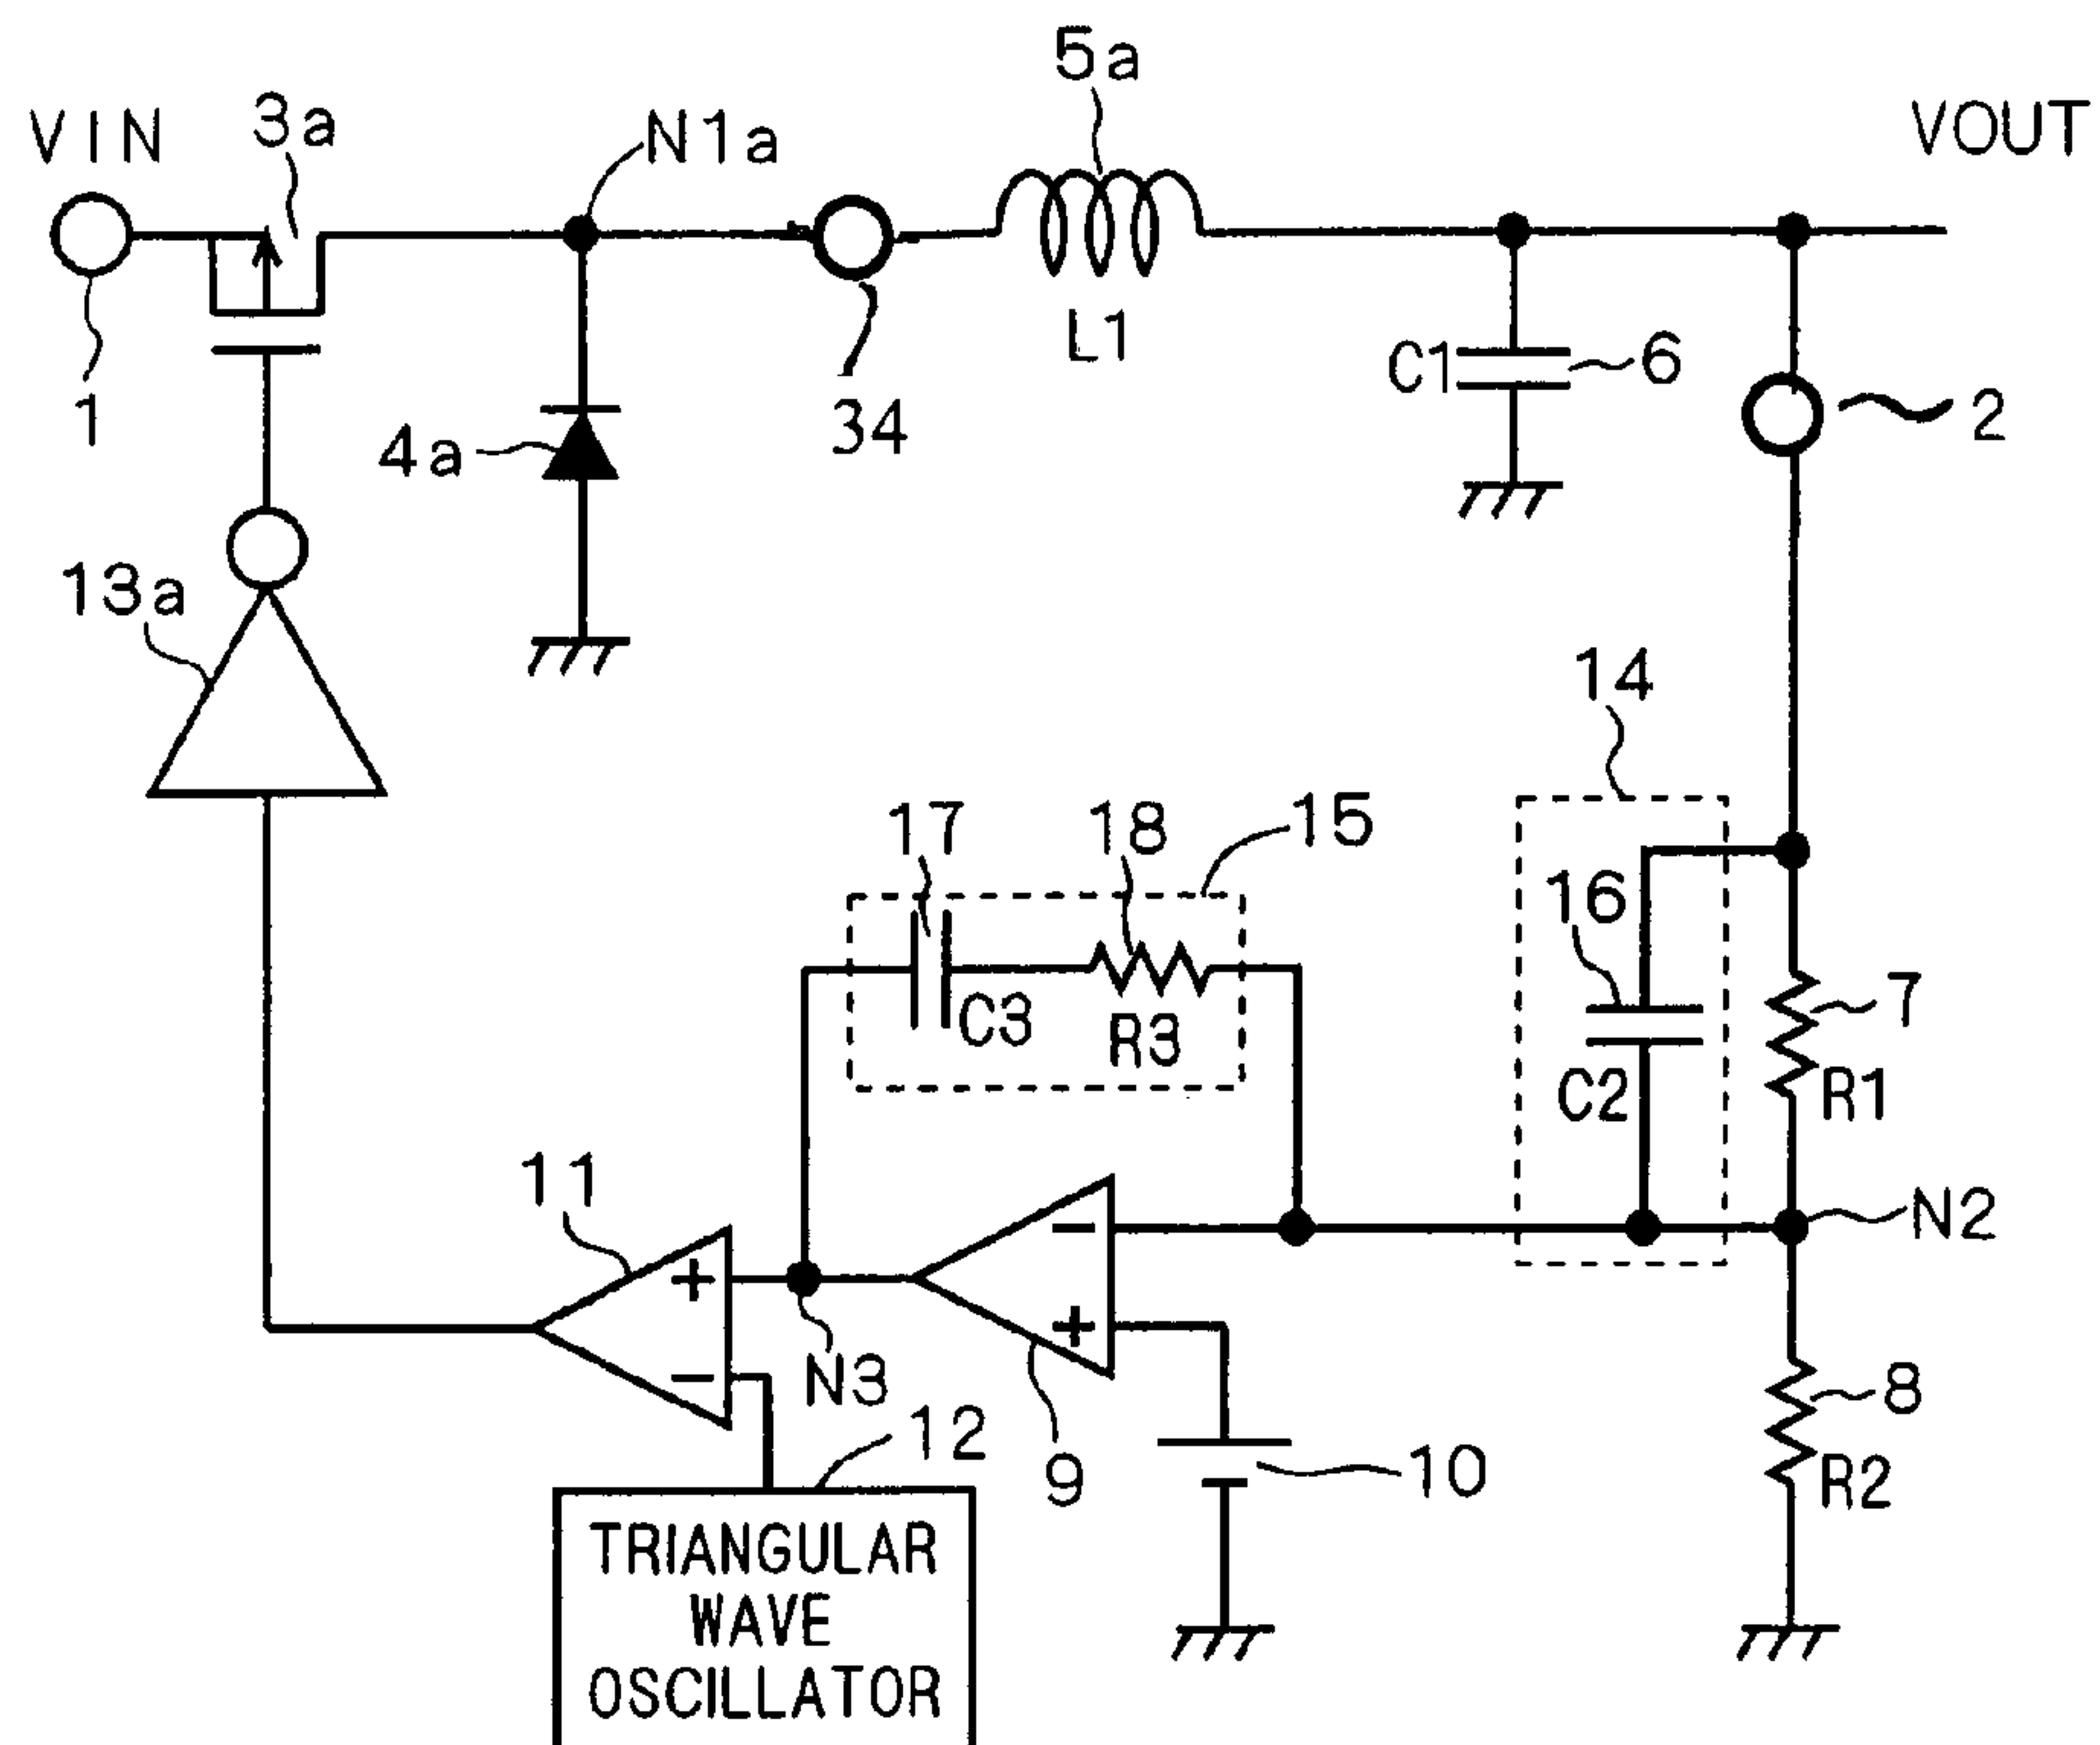 5a
VIN
3a
N1a
VOUT
L1
C1
6
1
34
2
4a
13a
14
17
18
15
16
7
C3
R3
C2
R1
11
N2
N3
8
12
9
10
R2
TRIANGULAR
WAVE
OSCILLATOR